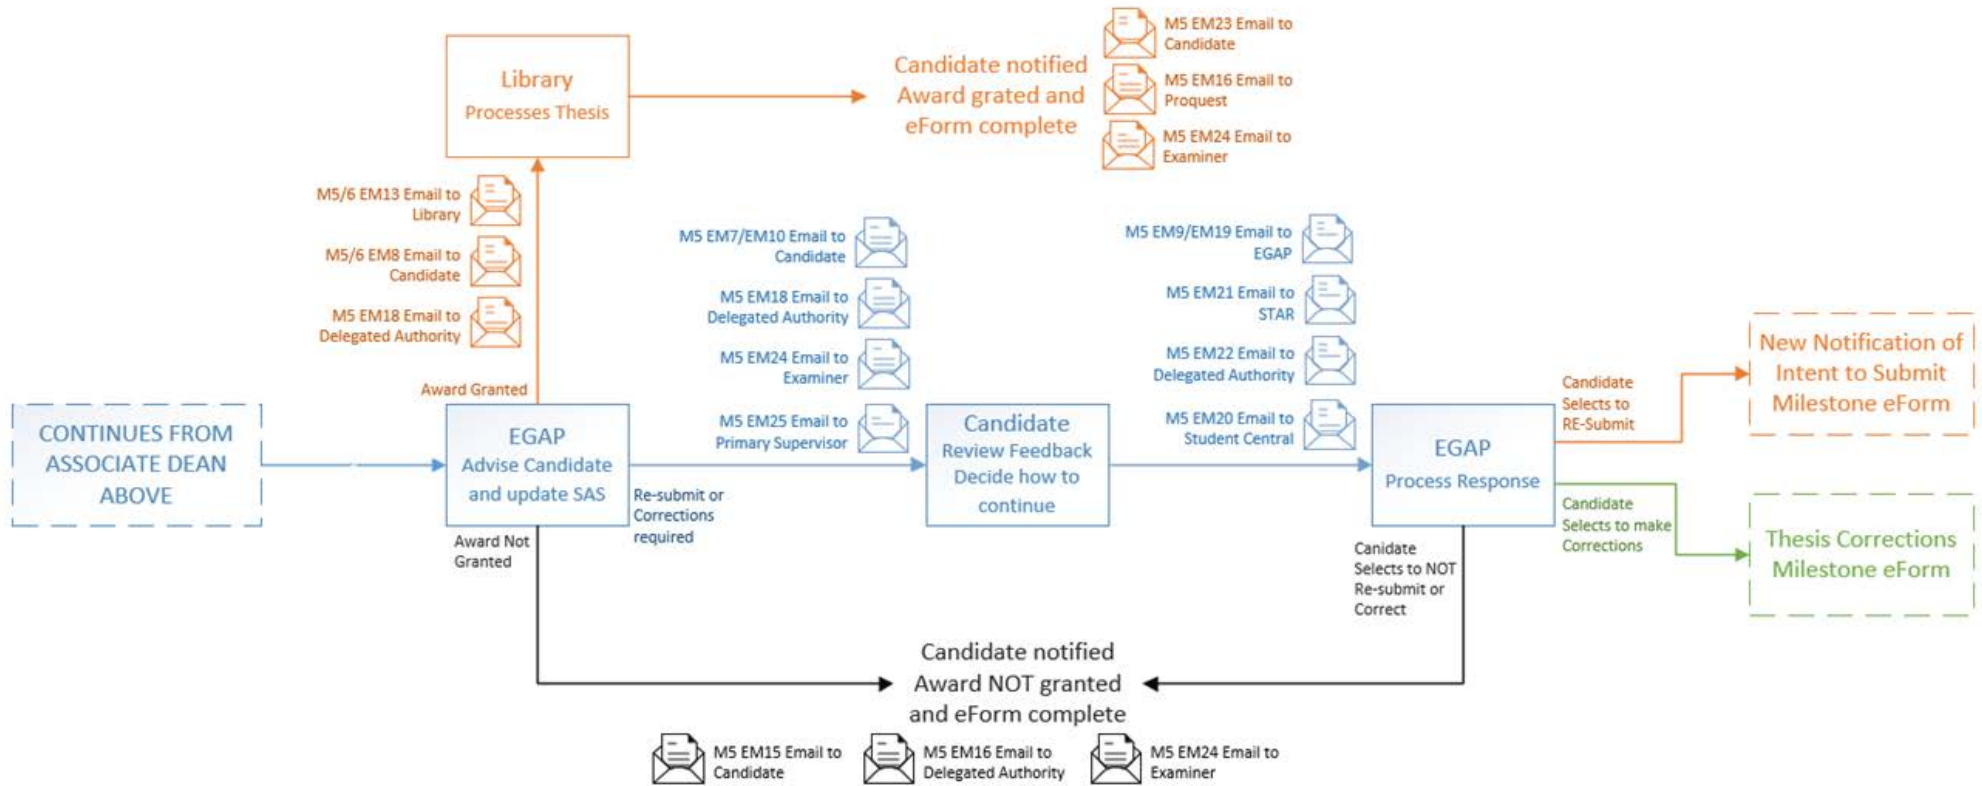 M5 EM23 Email to
Candidate
Library
Processes Thesis
Candidate notified
Award grated and
eForm complete
M5 EM16 Email to
Proquest
M5 EM24 Email to
Examiner
M5/6 EM13 Email to
Library
M5/6 EM8 Email to
Candidate
M5 EM18 Email to
Delegated Authority
Award Granted
M5 EM7/EM10 Email to
Candidate
M5 EM18 Email to
Delegated Authority
M5 EM24 Email to
Examiner
M5 EM25 Email to
Primary Supervisor
M5 EM9/EM19 Email to
EGAP
M5 EM21 Email to
STAR
M5 EM22 Email to
Delegated Authority
M5 EM20 Email to
Student Central
CONTINUES FROM
ASSOCIATE DEAN
ABOVE
EGAP
Advise Candidate
and update SAS
Re-submit or
Corrections
required
Award Not
Granted
Candidate
Review Feedback
Decide how to
continue
EGAP
Process Response
Candidate
Selects to
RE-Submit
New Notification of
Intent to Submit
Milestone eForm
Candidate
Selects to make
Corrections
Thesis Corrections
Milestone eForm
Canidate
Selects to NOT
Re-submit or
Correct
Candidate notified
Award NOT granted
and eForm complete
M5 EM15 Email to
Candidate
M5 EM16 Email to
Delegated Authority
M5 EM24 Email to
Examiner